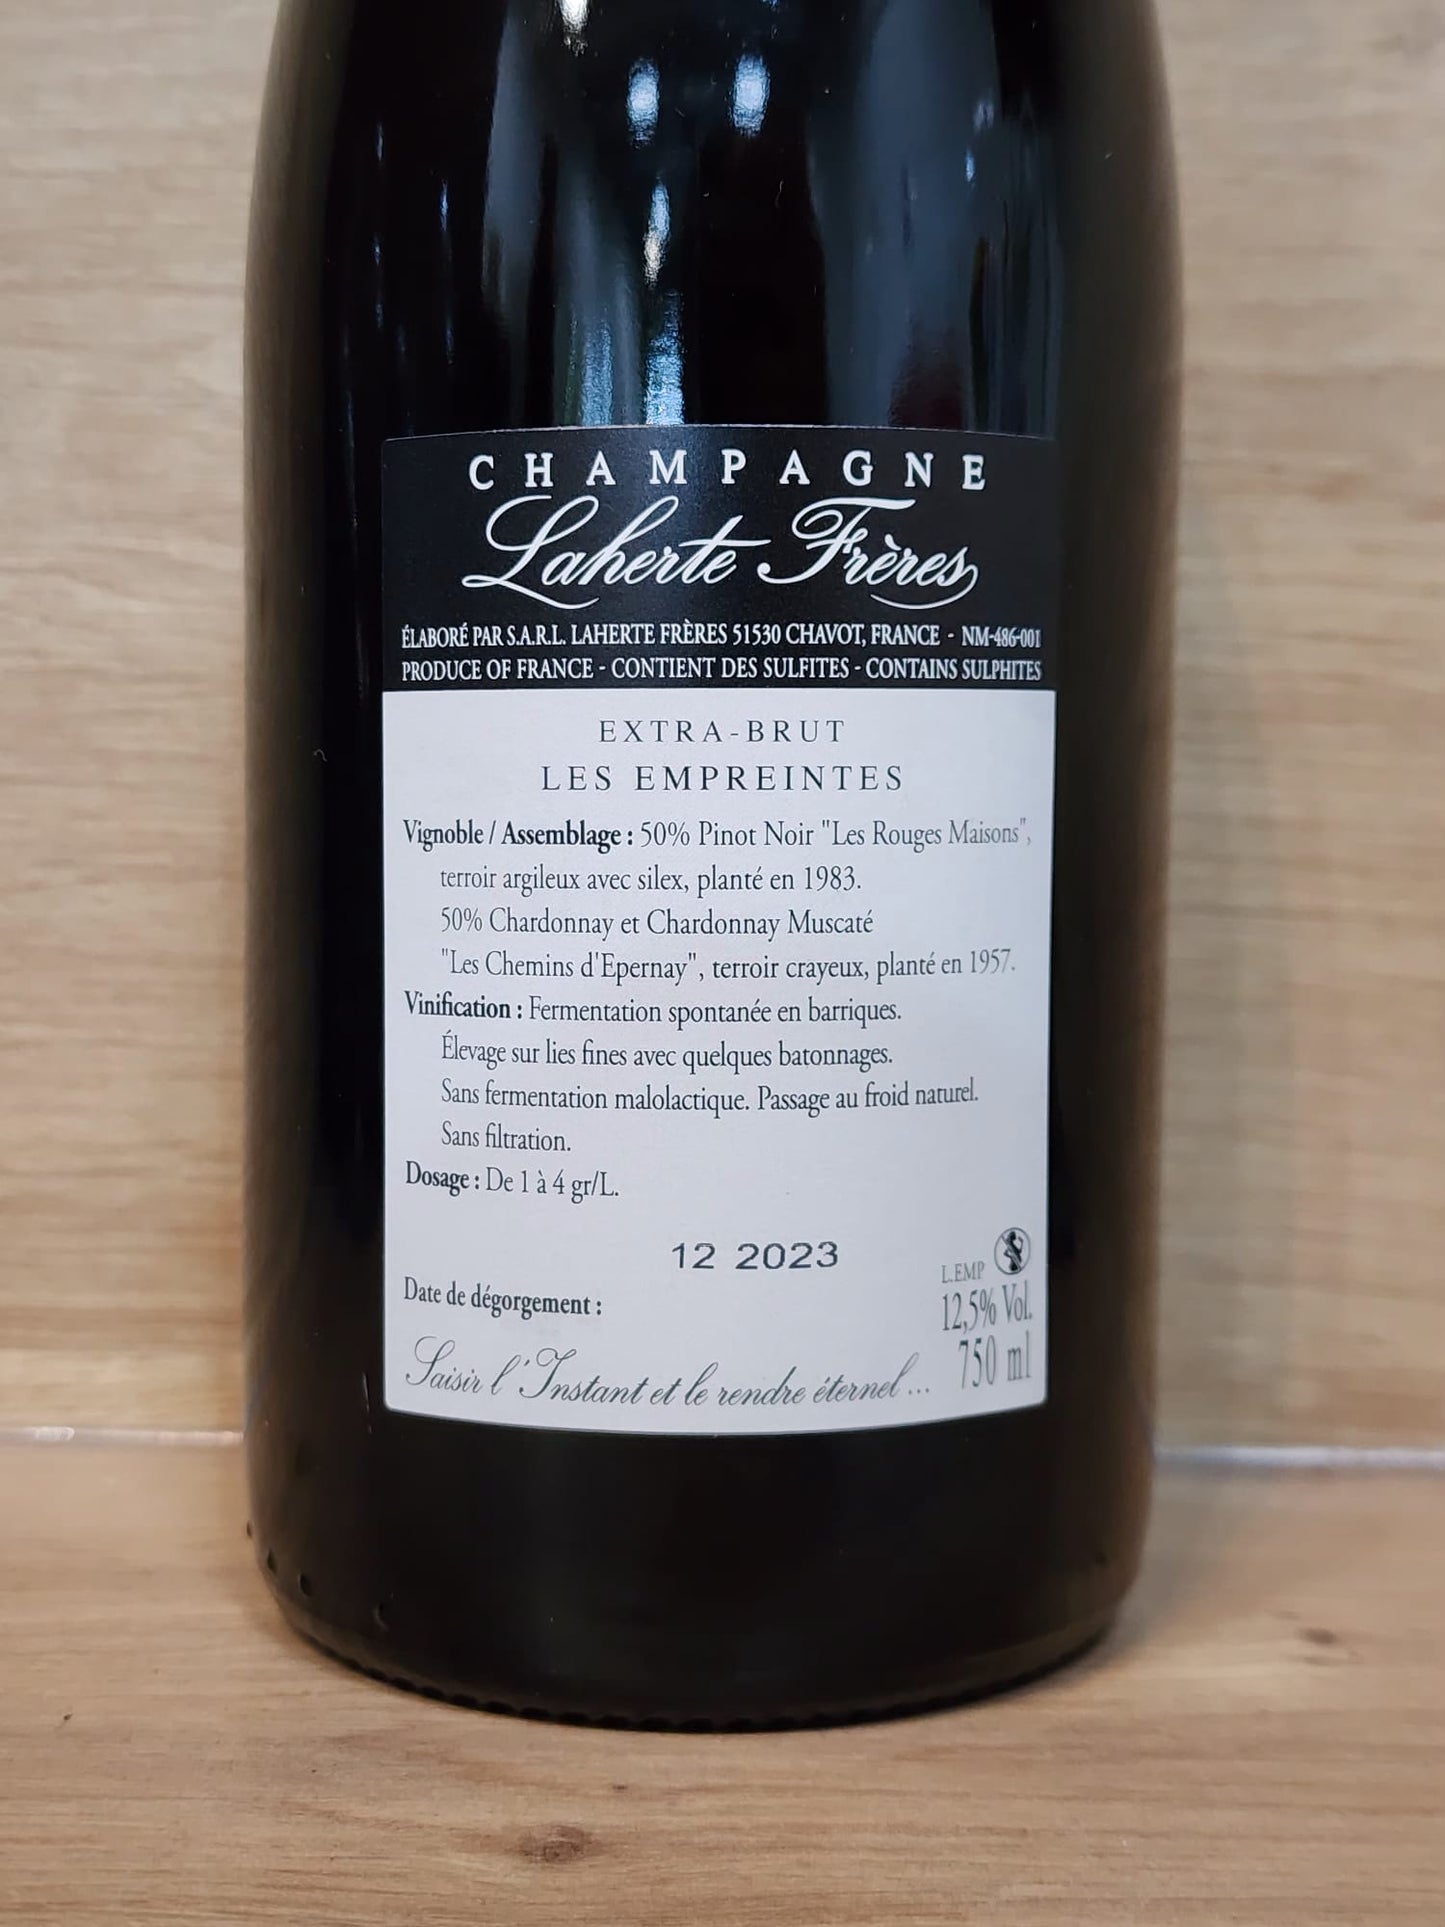 CHAMPAGNE
Laherte Frères
ÉLABORÉ PAR S.A.R.L. LAHERTE FRÈRES 51530 CHAVOT, FRANCE - NM-486-001
PRODUCE OF FRANCE - CONTIENT DES SULFITES - CONTAINS SULPHITES
EXTRA-BRUT
LES EMPREINTES
Vignoble / Assemblage : 50% Pinot Noir "Les Rouges Maisons",
terroir argileux avec silex, planté en 1983.
50% Chardonnay et Chardonnay Muscaté
"Les Chemins d'Epernay", terroir crayeux, planté en 1957.
Vinification : Fermentation spontanée en barriques.
Élevage sur lies fines avec quelques batonnages.
Sans fermentation malolactique. Passage au froid naturel.
Sans filtration.
Dosage : De 1 à 4 gr/L.
12 2023
Date de dégorgement :
L.EMP
12,5% Vol.
750 ml
Saisir l'Instant et le rendre éternel ...